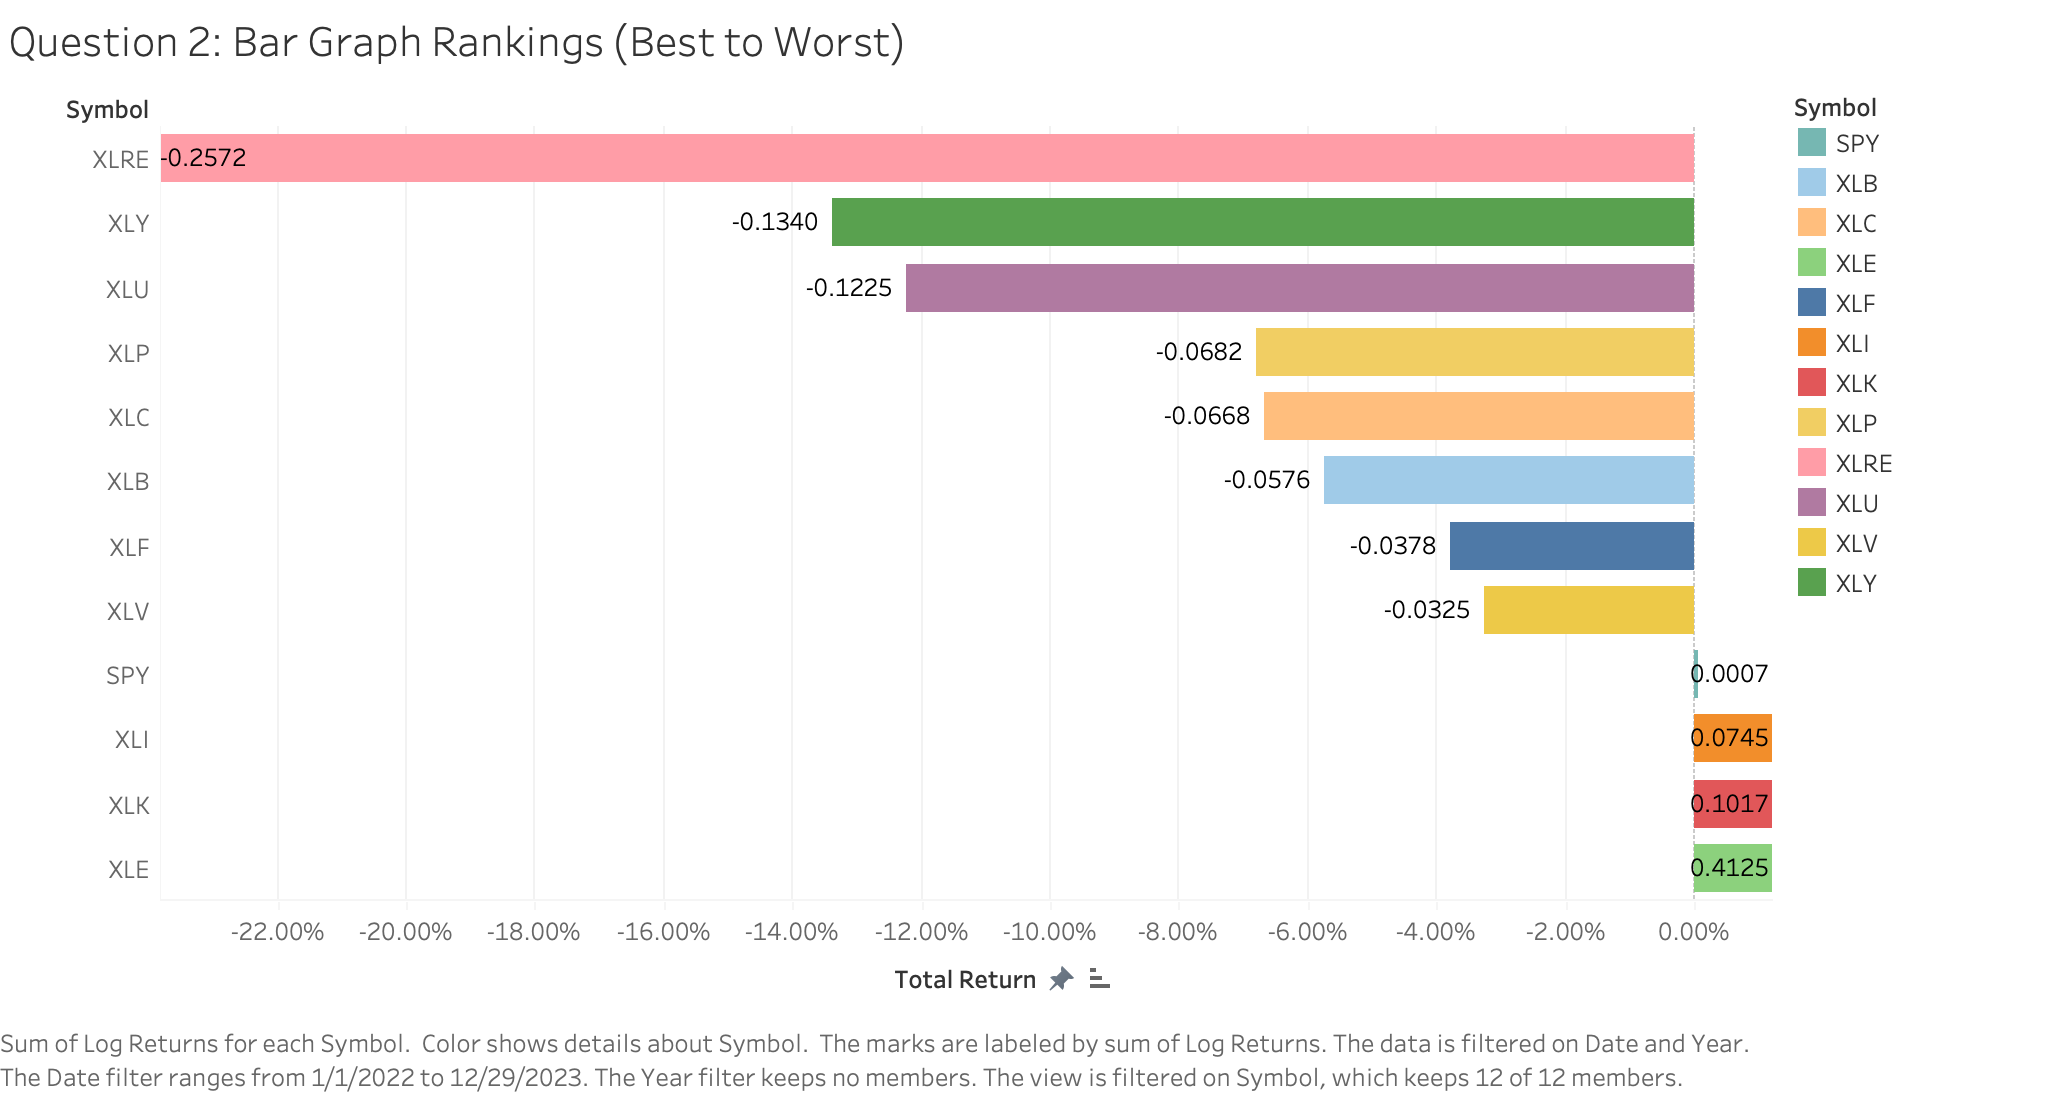 Question 2: Bar Graph Rankings (Best to Worst)
Symbol
XLRE
-0.2572
XLY
-0.1340
XLU
-0.1225
XLP
-0.0682
XLC
-0.0668
XLB
-0.0576
XLF
-0.0378
XLV
-0.0325
SPY
0.0007
XLI
0.0745
XLK
0.1017
XLE
0.4125
-22.00% -20.00% -18.00% -16.00% -14.00% -12.00% -10.00% -8.00% -6.00% -4.00% -2.00% 0.00%
Total Return
Symbol
SPY
XLB
XLC
XLE
XLF
XLI
XLK
XLP
XLRE
XLU
XLV
XLY
Sum of Log Returns for each Symbol.  Color shows details about Symbol.  The marks are labeled by sum of Log Returns. The data is filtered on Date and Year.
The Date filter ranges from 1/1/2022 to 12/29/2023. The Year filter keeps no members. The view is filtered on Symbol, which keeps 12 of 12 members.